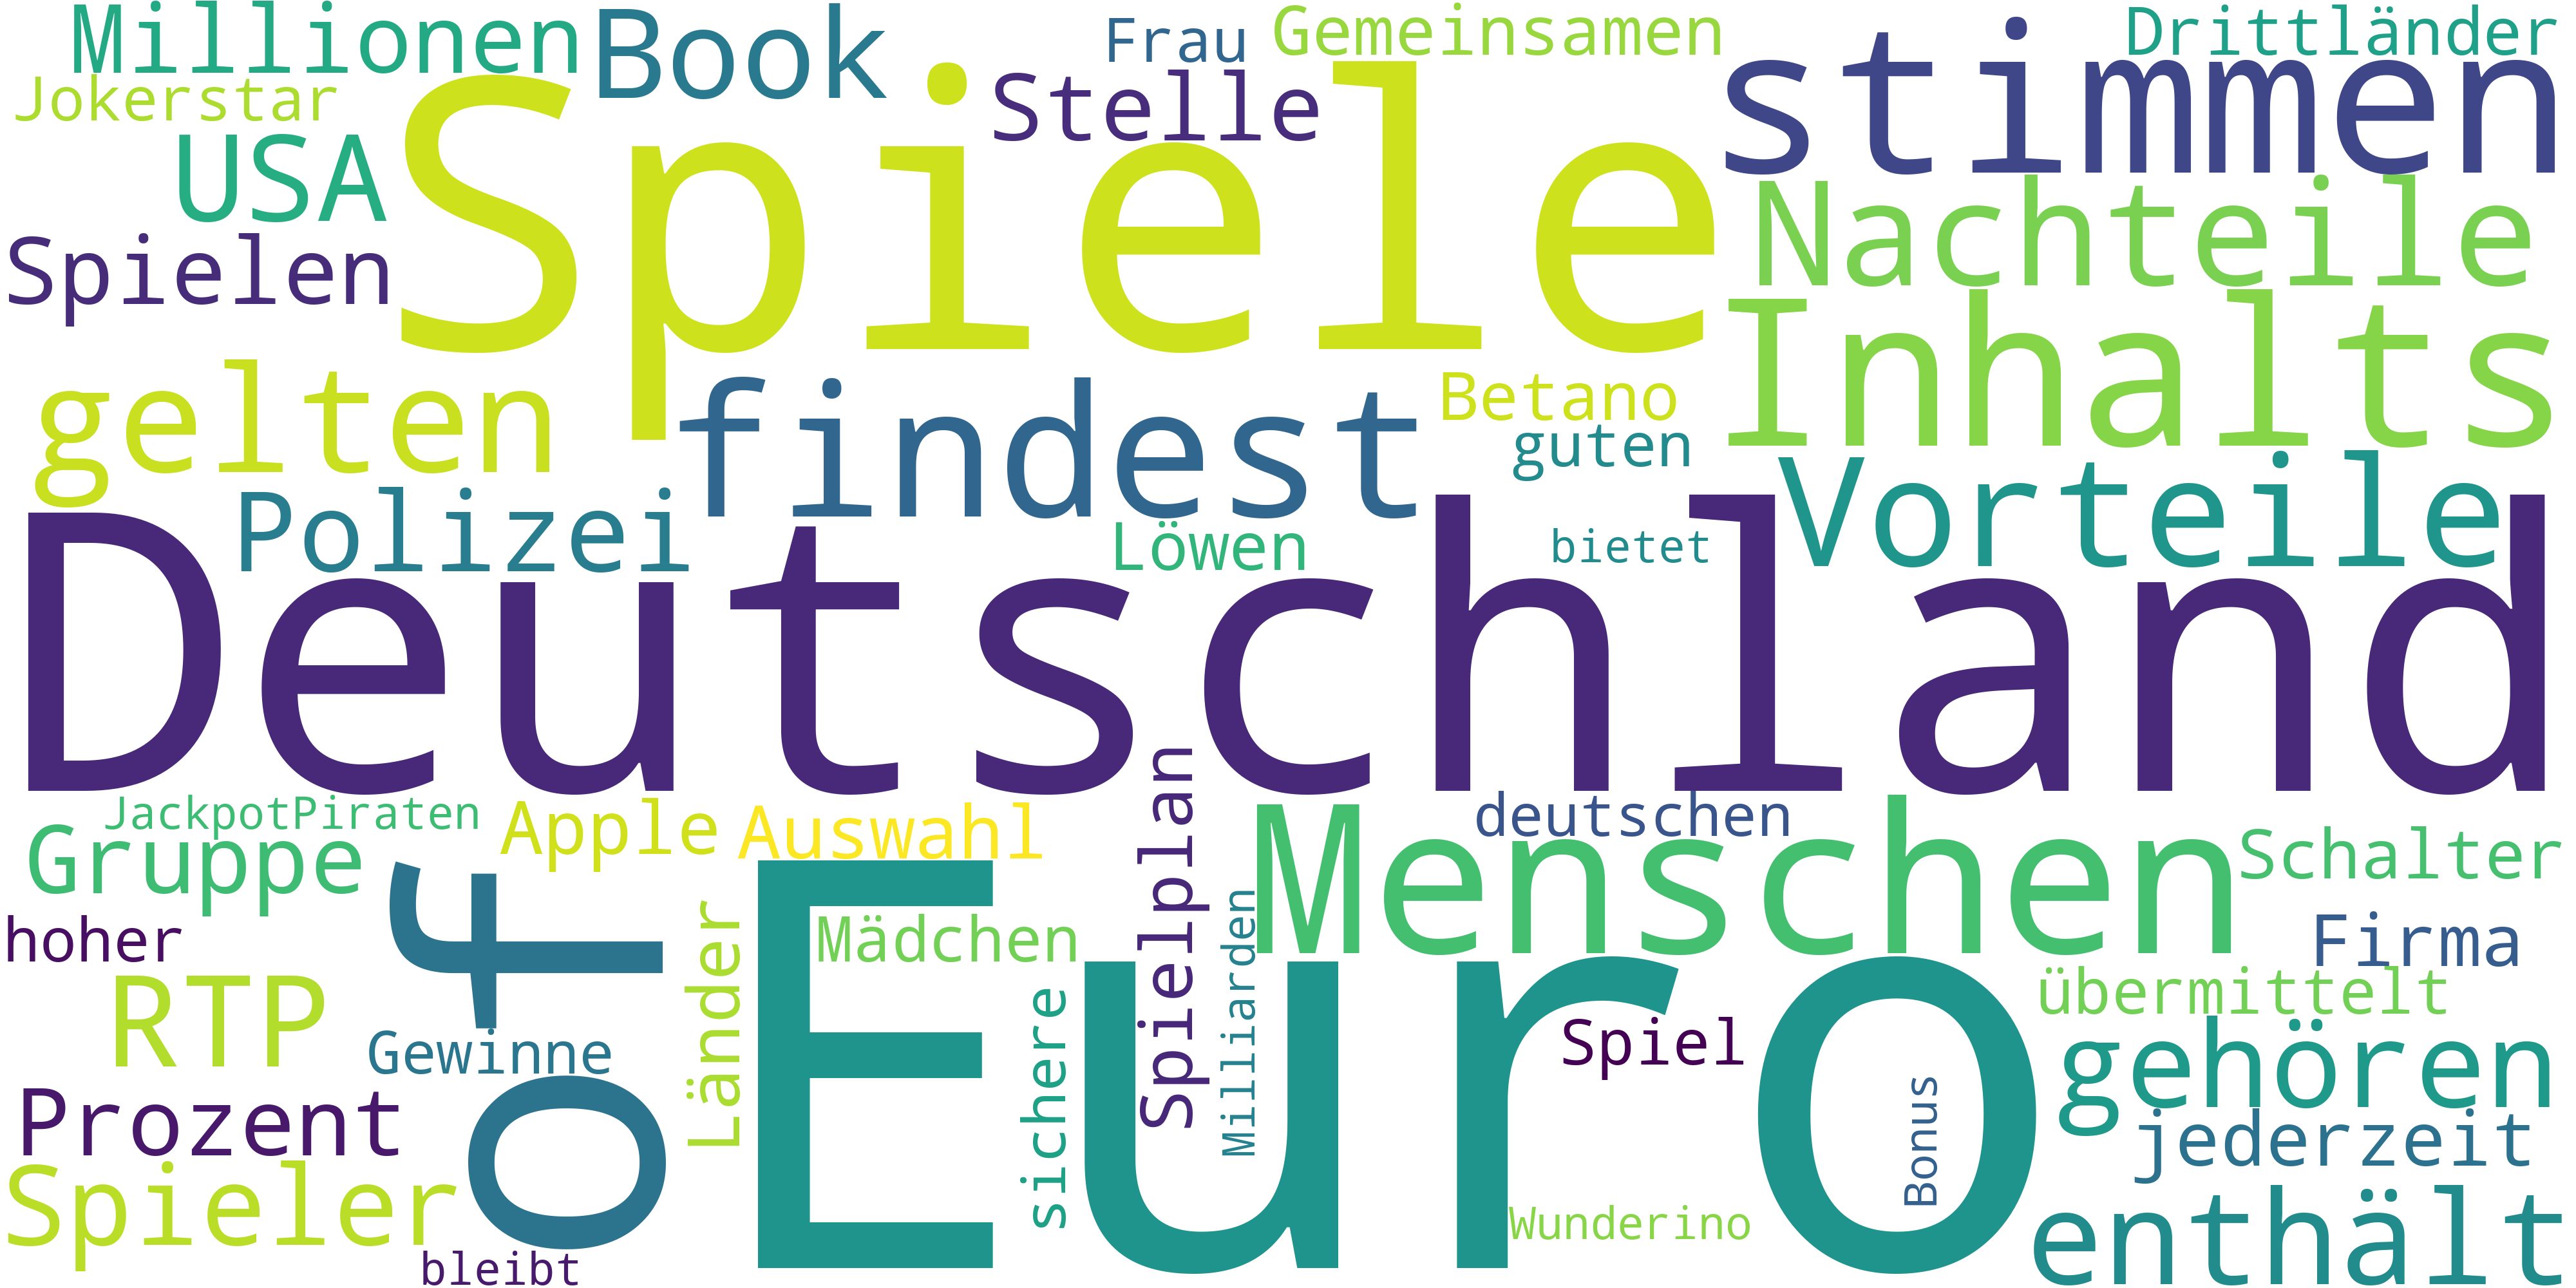 Millionen
Book
Frau
Gemeinsamen
Drittländer
Jokerstar
Stelle
stimmen
USA
Spiele
Nachteile
Spielen
Inhalts
gelten
findest
Betano
guten
Polizei
Löwen
bietet
Vorteile
Deutschland
JackpotPiraten
Gruppe
Apple
Auswahl
Spielplan
deutschen
Menschen
Schalter
hoher
of
Länder
Mädchen
Milliarden
Firma
RTP
Gewinne
sichere
Euro
Spiel
übermittelt
gehören
Prozent
Bonus
jederzeit
Spieler
Wunderino
enthält
bleibt